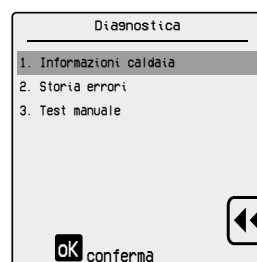 Diagnostica
1. Informazioni caldaia
2. Storia errori
3. Test manuale
oK conferma